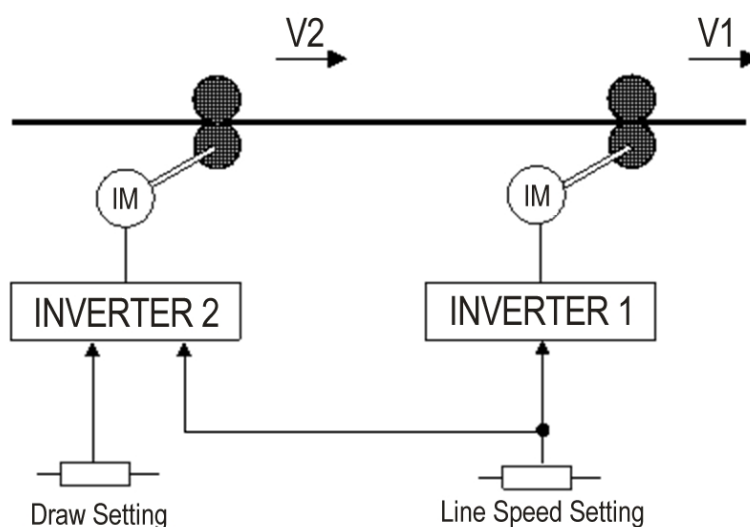 V2
V1
IM
IM
INVERTER 2
INVERTER 1
Draw Setting
Line Speed Setting